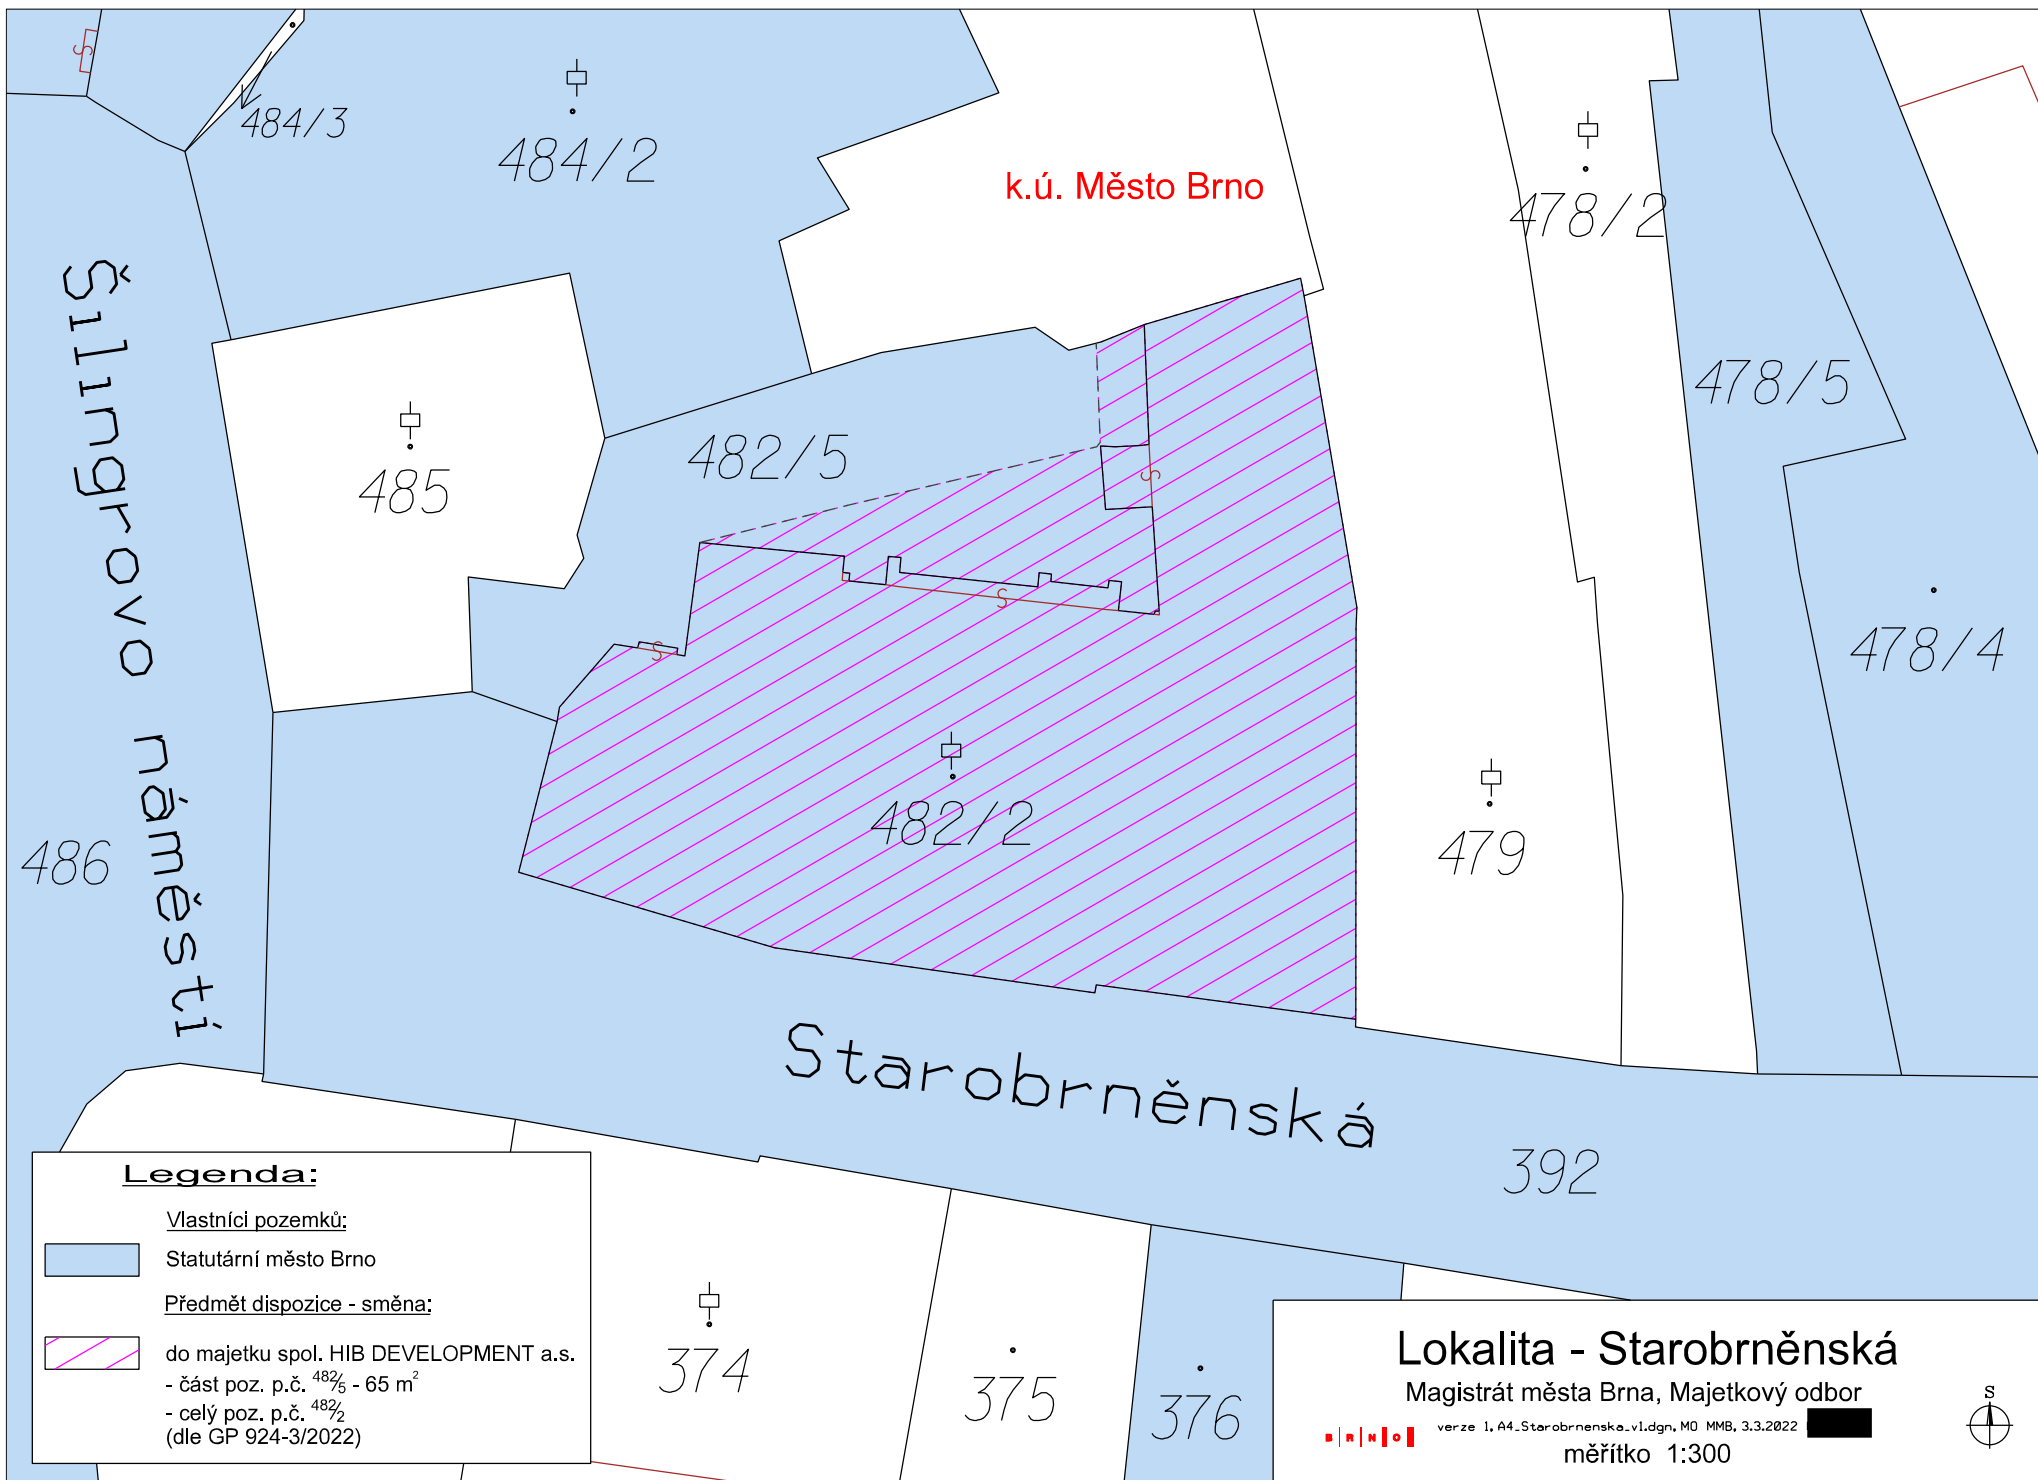 484/3
484/2
k.ú. Město Brno
478/2
478/5
482/5
485
478/4
Šilingrovo náměstí
482/2
479
486
Starobrněnská
392
374
375
376
Legenda:
Vlastníci pozemků:
Statutární město Brno
Předmět dispozice - směna:
do majetku spol. HIB DEVELOPMENT a.s.
- část poz. p.č. 482/5 - 65 m²
- celý poz. p.č. 482/2
(dle GP 924-3/2022)
Lokalita - Starobrněnská
Magistrát města Brna, Majetkový odbor
verze 1, A4_Starobrnenska_v1.dgn, MO MMB, 3.3.2022
B R N O
měřítko 1:300
S
S
S
S
S